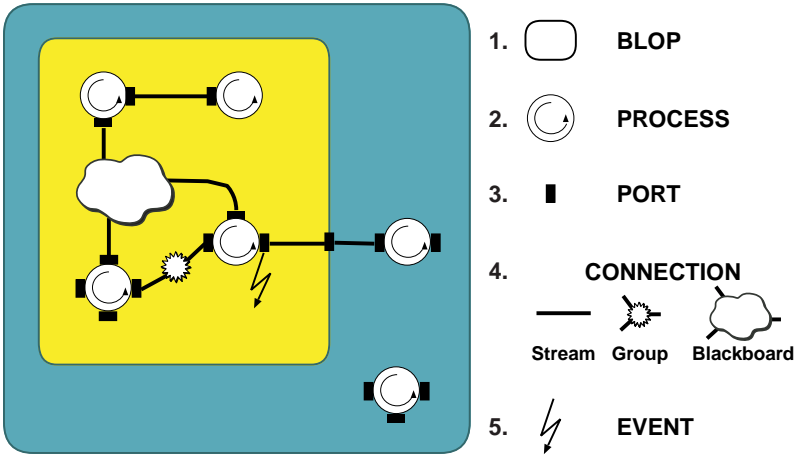 1. BLOP
2. PROCESS
3. PORT
4. CONNECTION
Stream Group Blackboard
5. EVENT